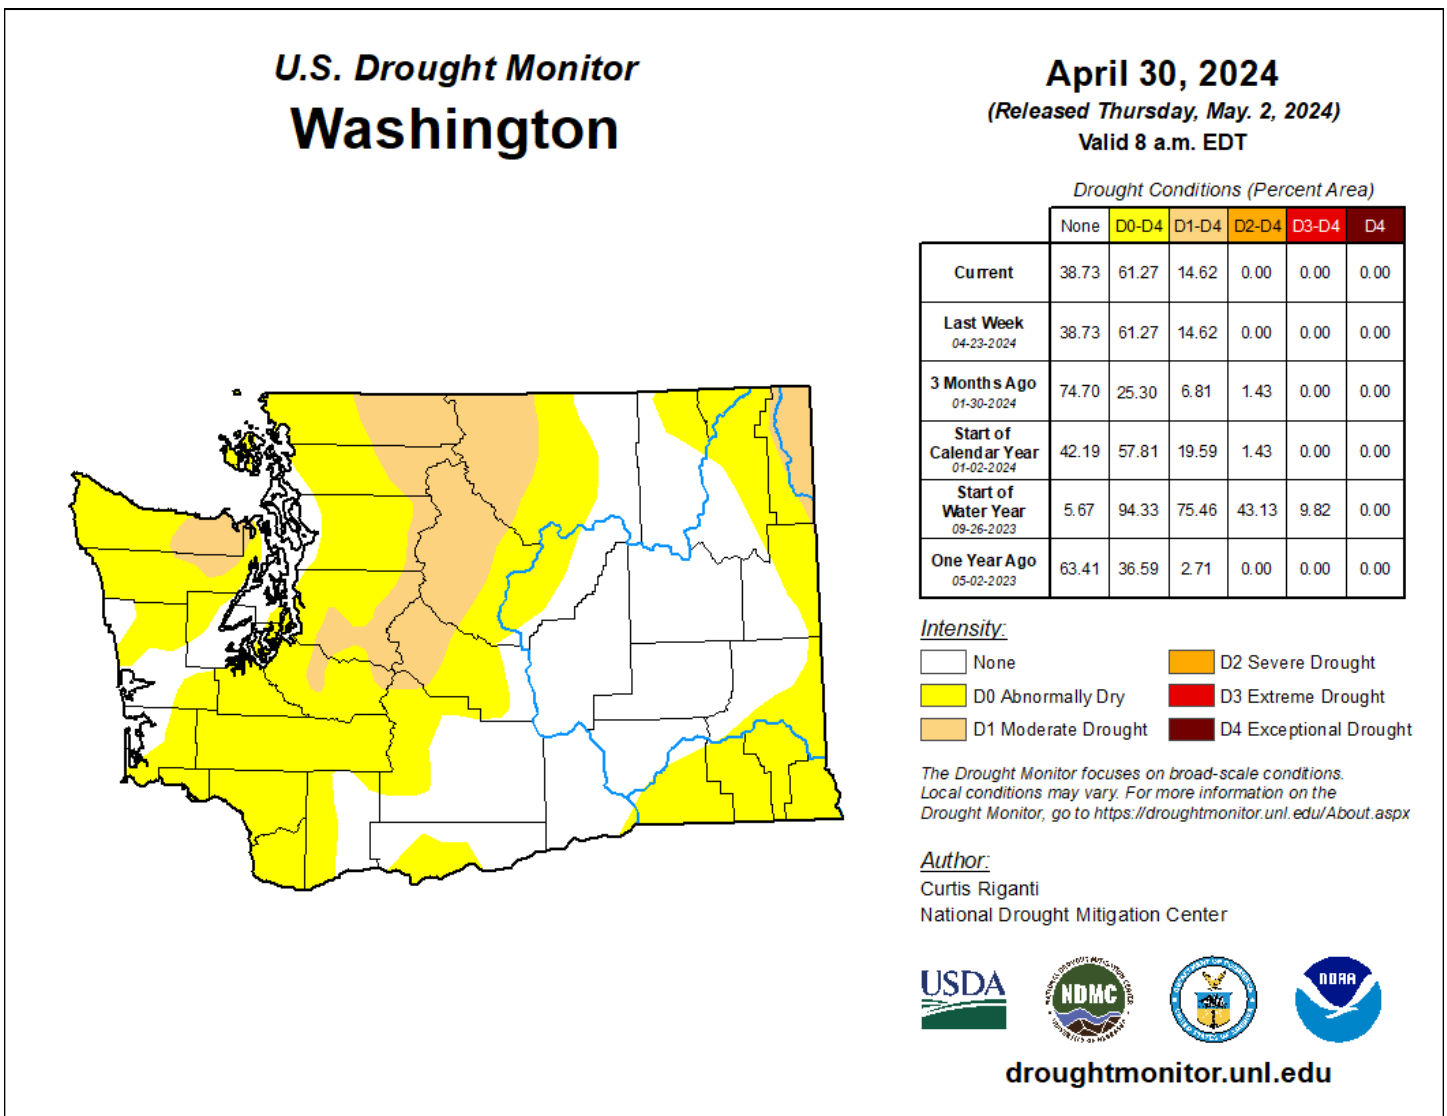 U.S. Drought Monitor
Washington
April 30, 2024
(Released Thursday, May. 2, 2024)
Valid 8 a.m. EDT
Drought Conditions (Percent Area)
None D0-D4 D1-D4 D2-D4 D3-D4 D4
Current 38.73 61.27 14.62 0.00 0.00 0.00
Last Week
04-23-2024 38.73 61.27 14.62 0.00 0.00 0.00
3 Months Ago
01-30-2024 74.70 25.30 6.81 1.43 0.00 0.00
Start of
Calendar Year
01-02-2024 42.19 57.81 19.59 1.43 0.00 0.00
Start of
Water Year
09-26-2023 5.67 94.33 75.46 43.13 9.82 0.00
One Year Ago
05-02-2023 63.41 36.59 2.71 0.00 0.00 0.00
Intensity:
None
D0 Abnormally Dry
D1 Moderate Drought
D2 Severe Drought
D3 Extreme Drought
D4 Exceptional Drought
The Drought Monitor focuses on broad-scale conditions.
Local conditions may vary. For more information on the
Drought Monitor, go to https://droughtmonitor.unl.edu/About.aspx
Author:
Curtis Riganti
National Drought Mitigation Center
USDA
NDMC
NOAA
droughtmonitor.unl.edu